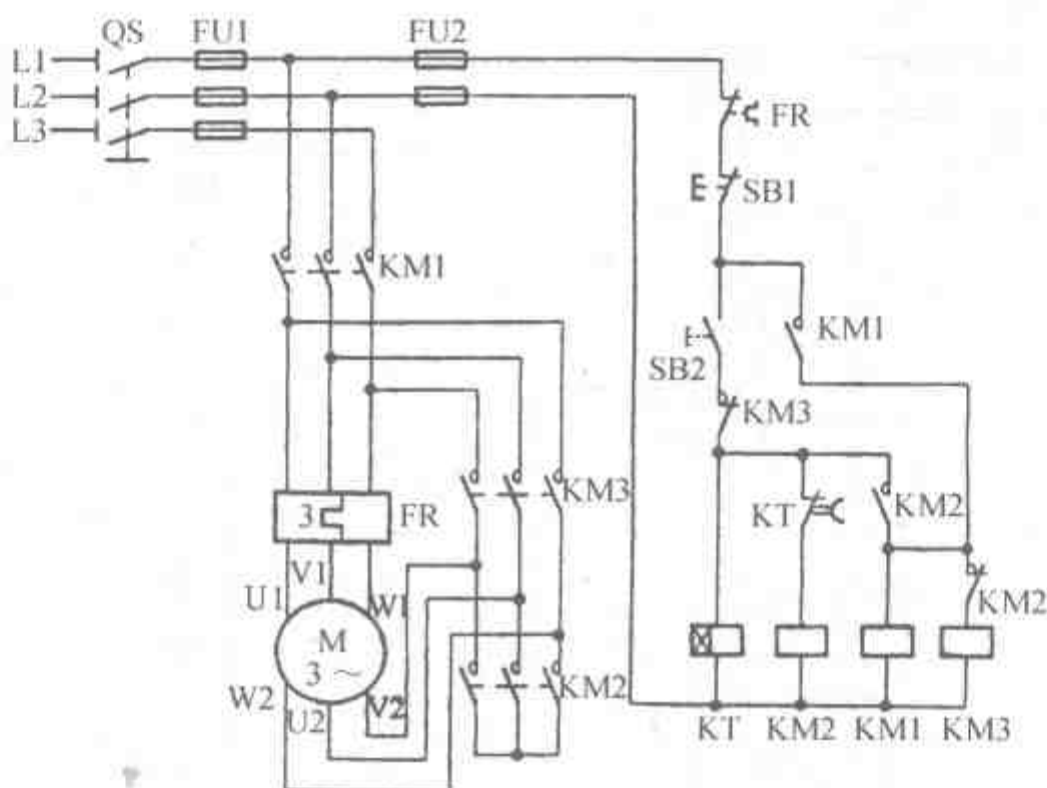 QS FU1 FU2
L1
L2
L3
FR
SB1
KM1
KM1
SB2
KM3
KM3
KT
KM2
3
FR
V1
U1
W1
KM2
M
3 ~
W2
V2
KM2
U2
KT KM2 KM1 KM3